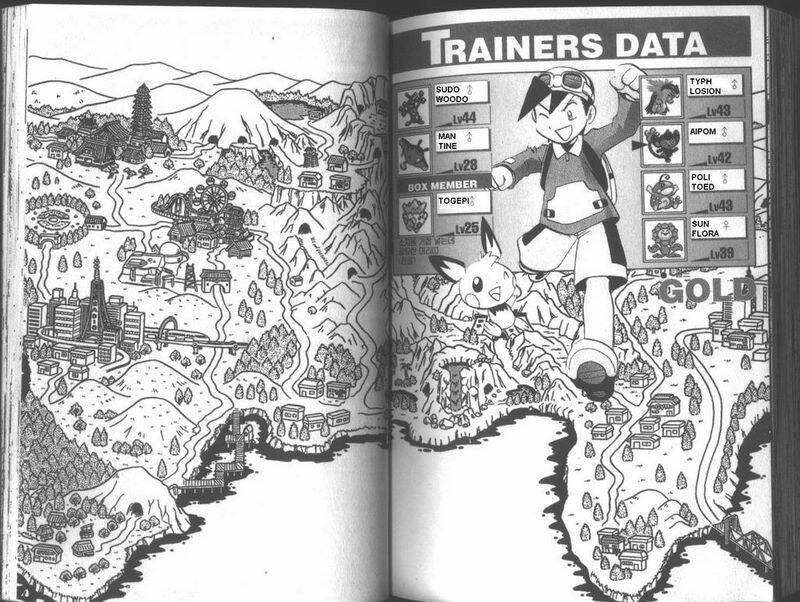 TRAINERS DATA
SUDO
WOODO ♂
Lv44
MAN
TINE ♂
Lv28
BOX MEMBER
TOGEPI ♂
Lv25
TYPH
LOSION ♂
Lv43
AIPOM ♂
Lv42
POLI
TOED ♂
Lv43
SUN
FLORA ♀
Lv39
GOLD